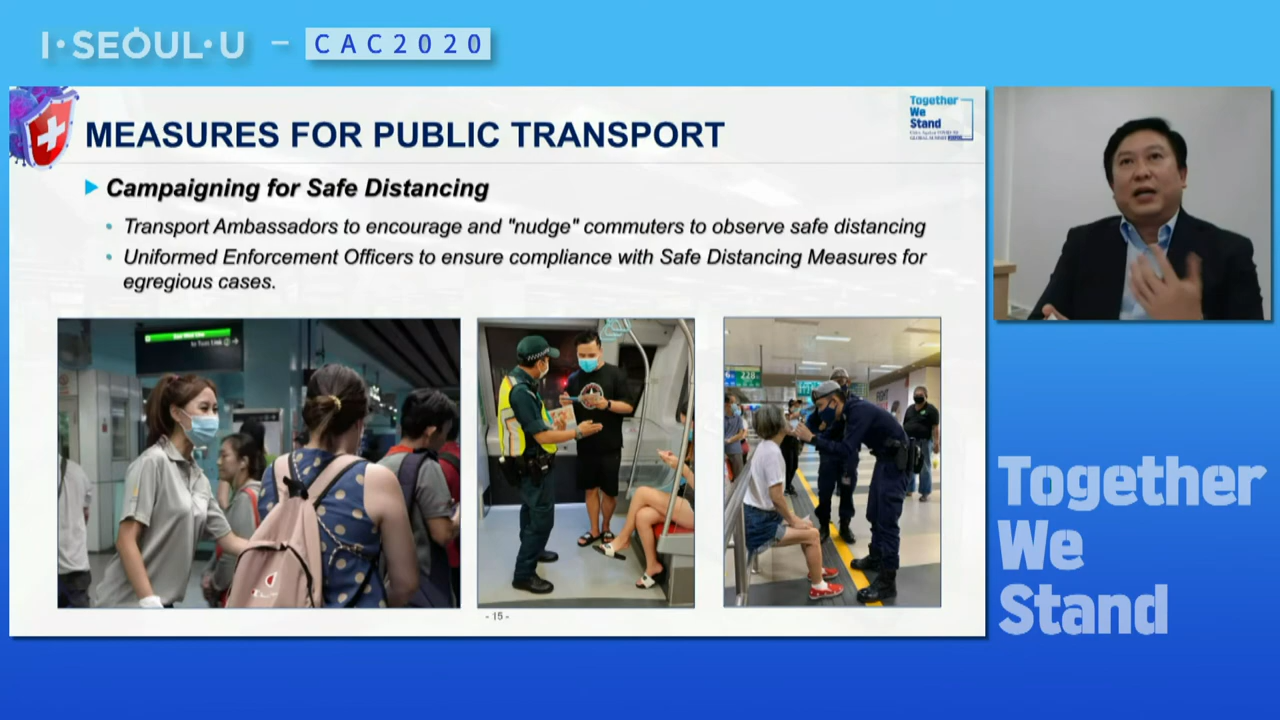 I·SEOUL·U – CAC2020
MEASURES FOR PUBLIC TRANSPORT
Together
We
Stand
Campaigning for Safe Distancing
Transport Ambassadors to encourage and "nudge" commuters to observe safe distancing
Uniformed Enforcement Officers to ensure compliance with Safe Distancing Measures for
egregious cases.
228
- 15 -
Together
We
Stand